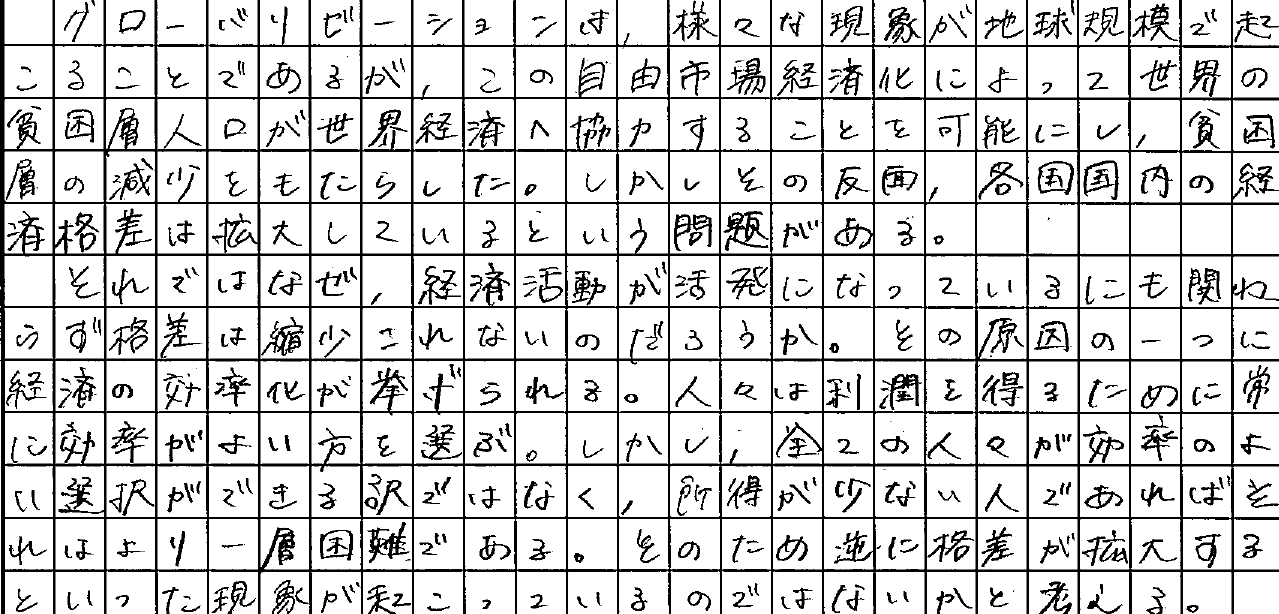 グローバリゼーションは,様々な現象が地球規模で起
こることであるが,この自由市場経済化によって世界の
貧困層人口が世界経済へ協力することを可能にし,貧困
層の減少をもたらした。しかしその反面,各国国内の経
済格差は拡大しているという問題がある。
それではなぜ,経済活動が活発になっているにも関わ
らず格差は縮少されないのだろうか。その原因の一つに
経済の効率化が挙げられる。人々は利潤を得るために常
に効率がよい方を選ぶ。しかし,全ての人々が効率のよ
い選択ができる訳ではなく,所得が少ない人であればそ
れはより一層困難である。そのため逆に格差が拡大する
といった現象が起こっているのではないかと考える。